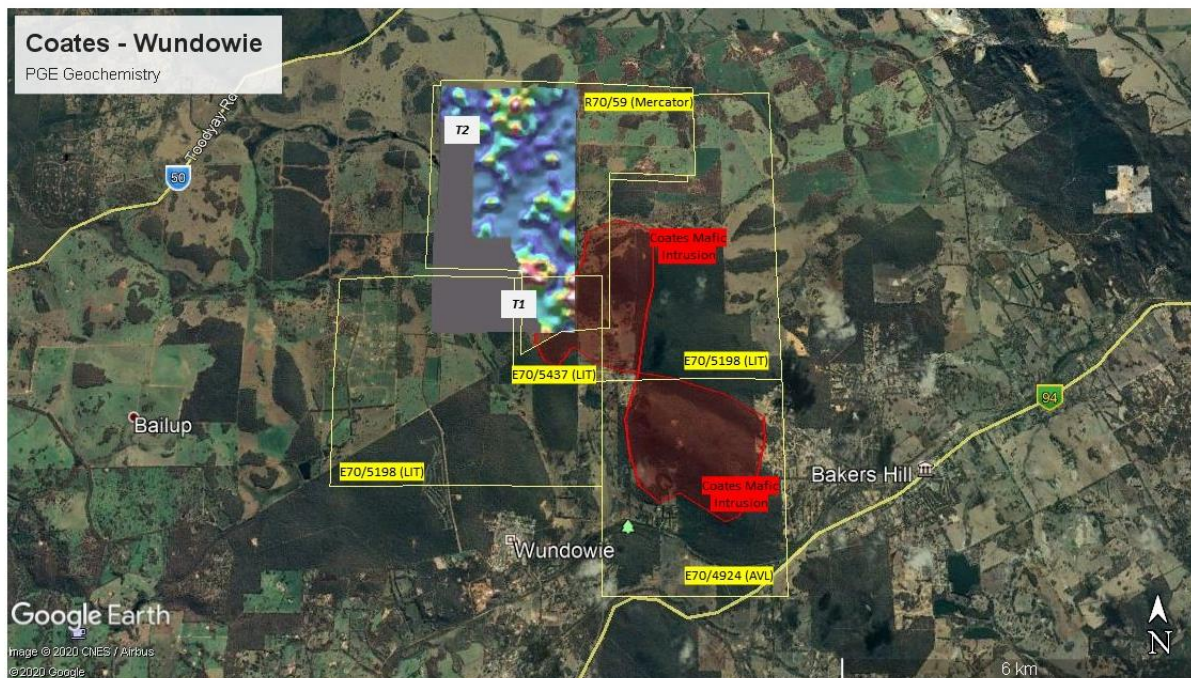 Coates - Wundowie
PGE Geochemistry
R70/59 (Mercator)
T2
Toodyay Rd
50
Coates Mafic
Intrusion
T1
E70/5198 (LIT)
E70/5437 (LIT)
94
Bailup
E70/5198 (LIT)
Bakers Hill
Coates Mafic
Intrusion
Wundowie
E70/4924 (AVL)
Google Earth
Image © 2020 CNES / Airbus
©2020 Google
N
6 km